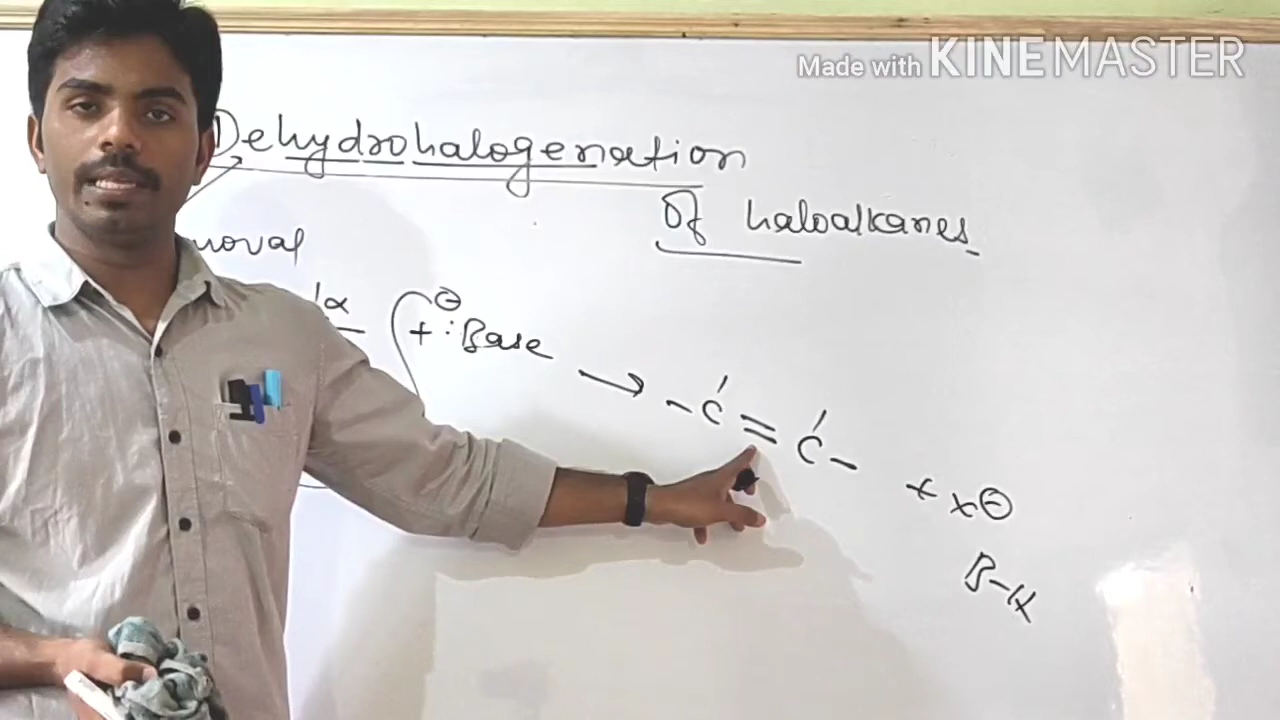 Made with KINEMASTER
Dehydrohalogenation
of haloalkanes
moval
α
+ :Base ⊖
→ -C=C- + X⊖
B-H